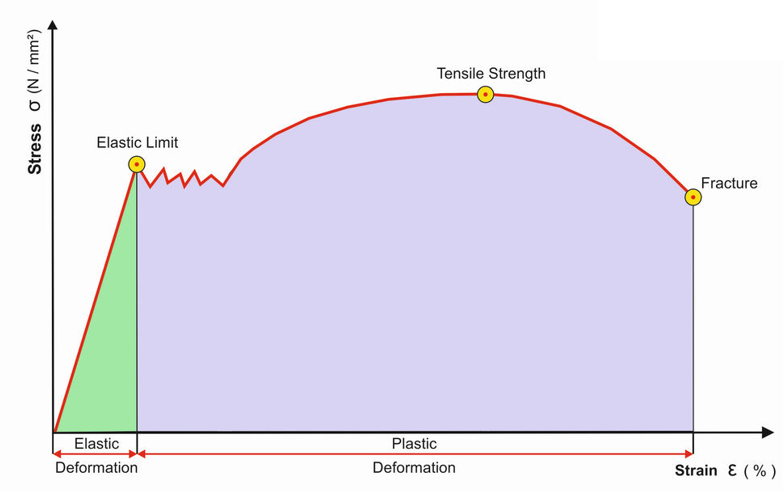 Stress σ (N / mm²)
Tensile Strength
Elastic Limit
Fracture
Elastic
Deformation
Plastic
Deformation
Strain ε ( % )